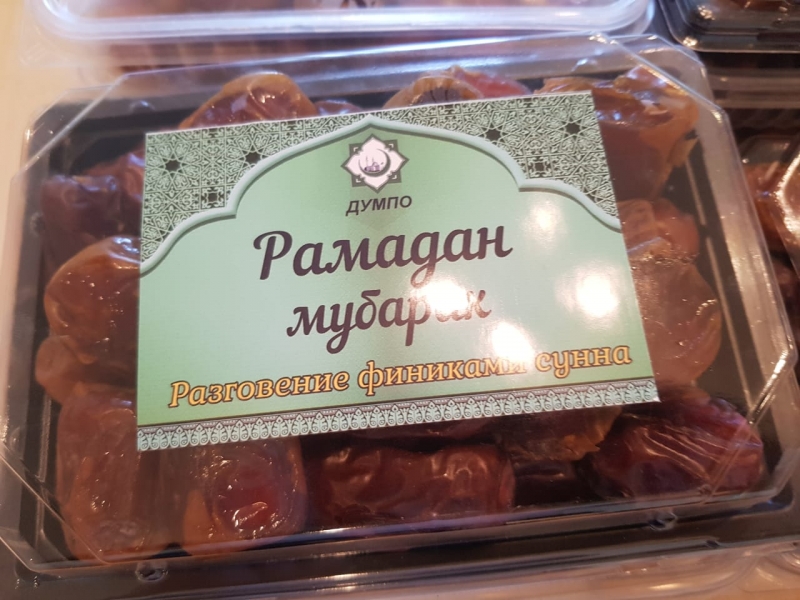 ДУМПО
Рамадан
мубарак
Разговение финиками сунна